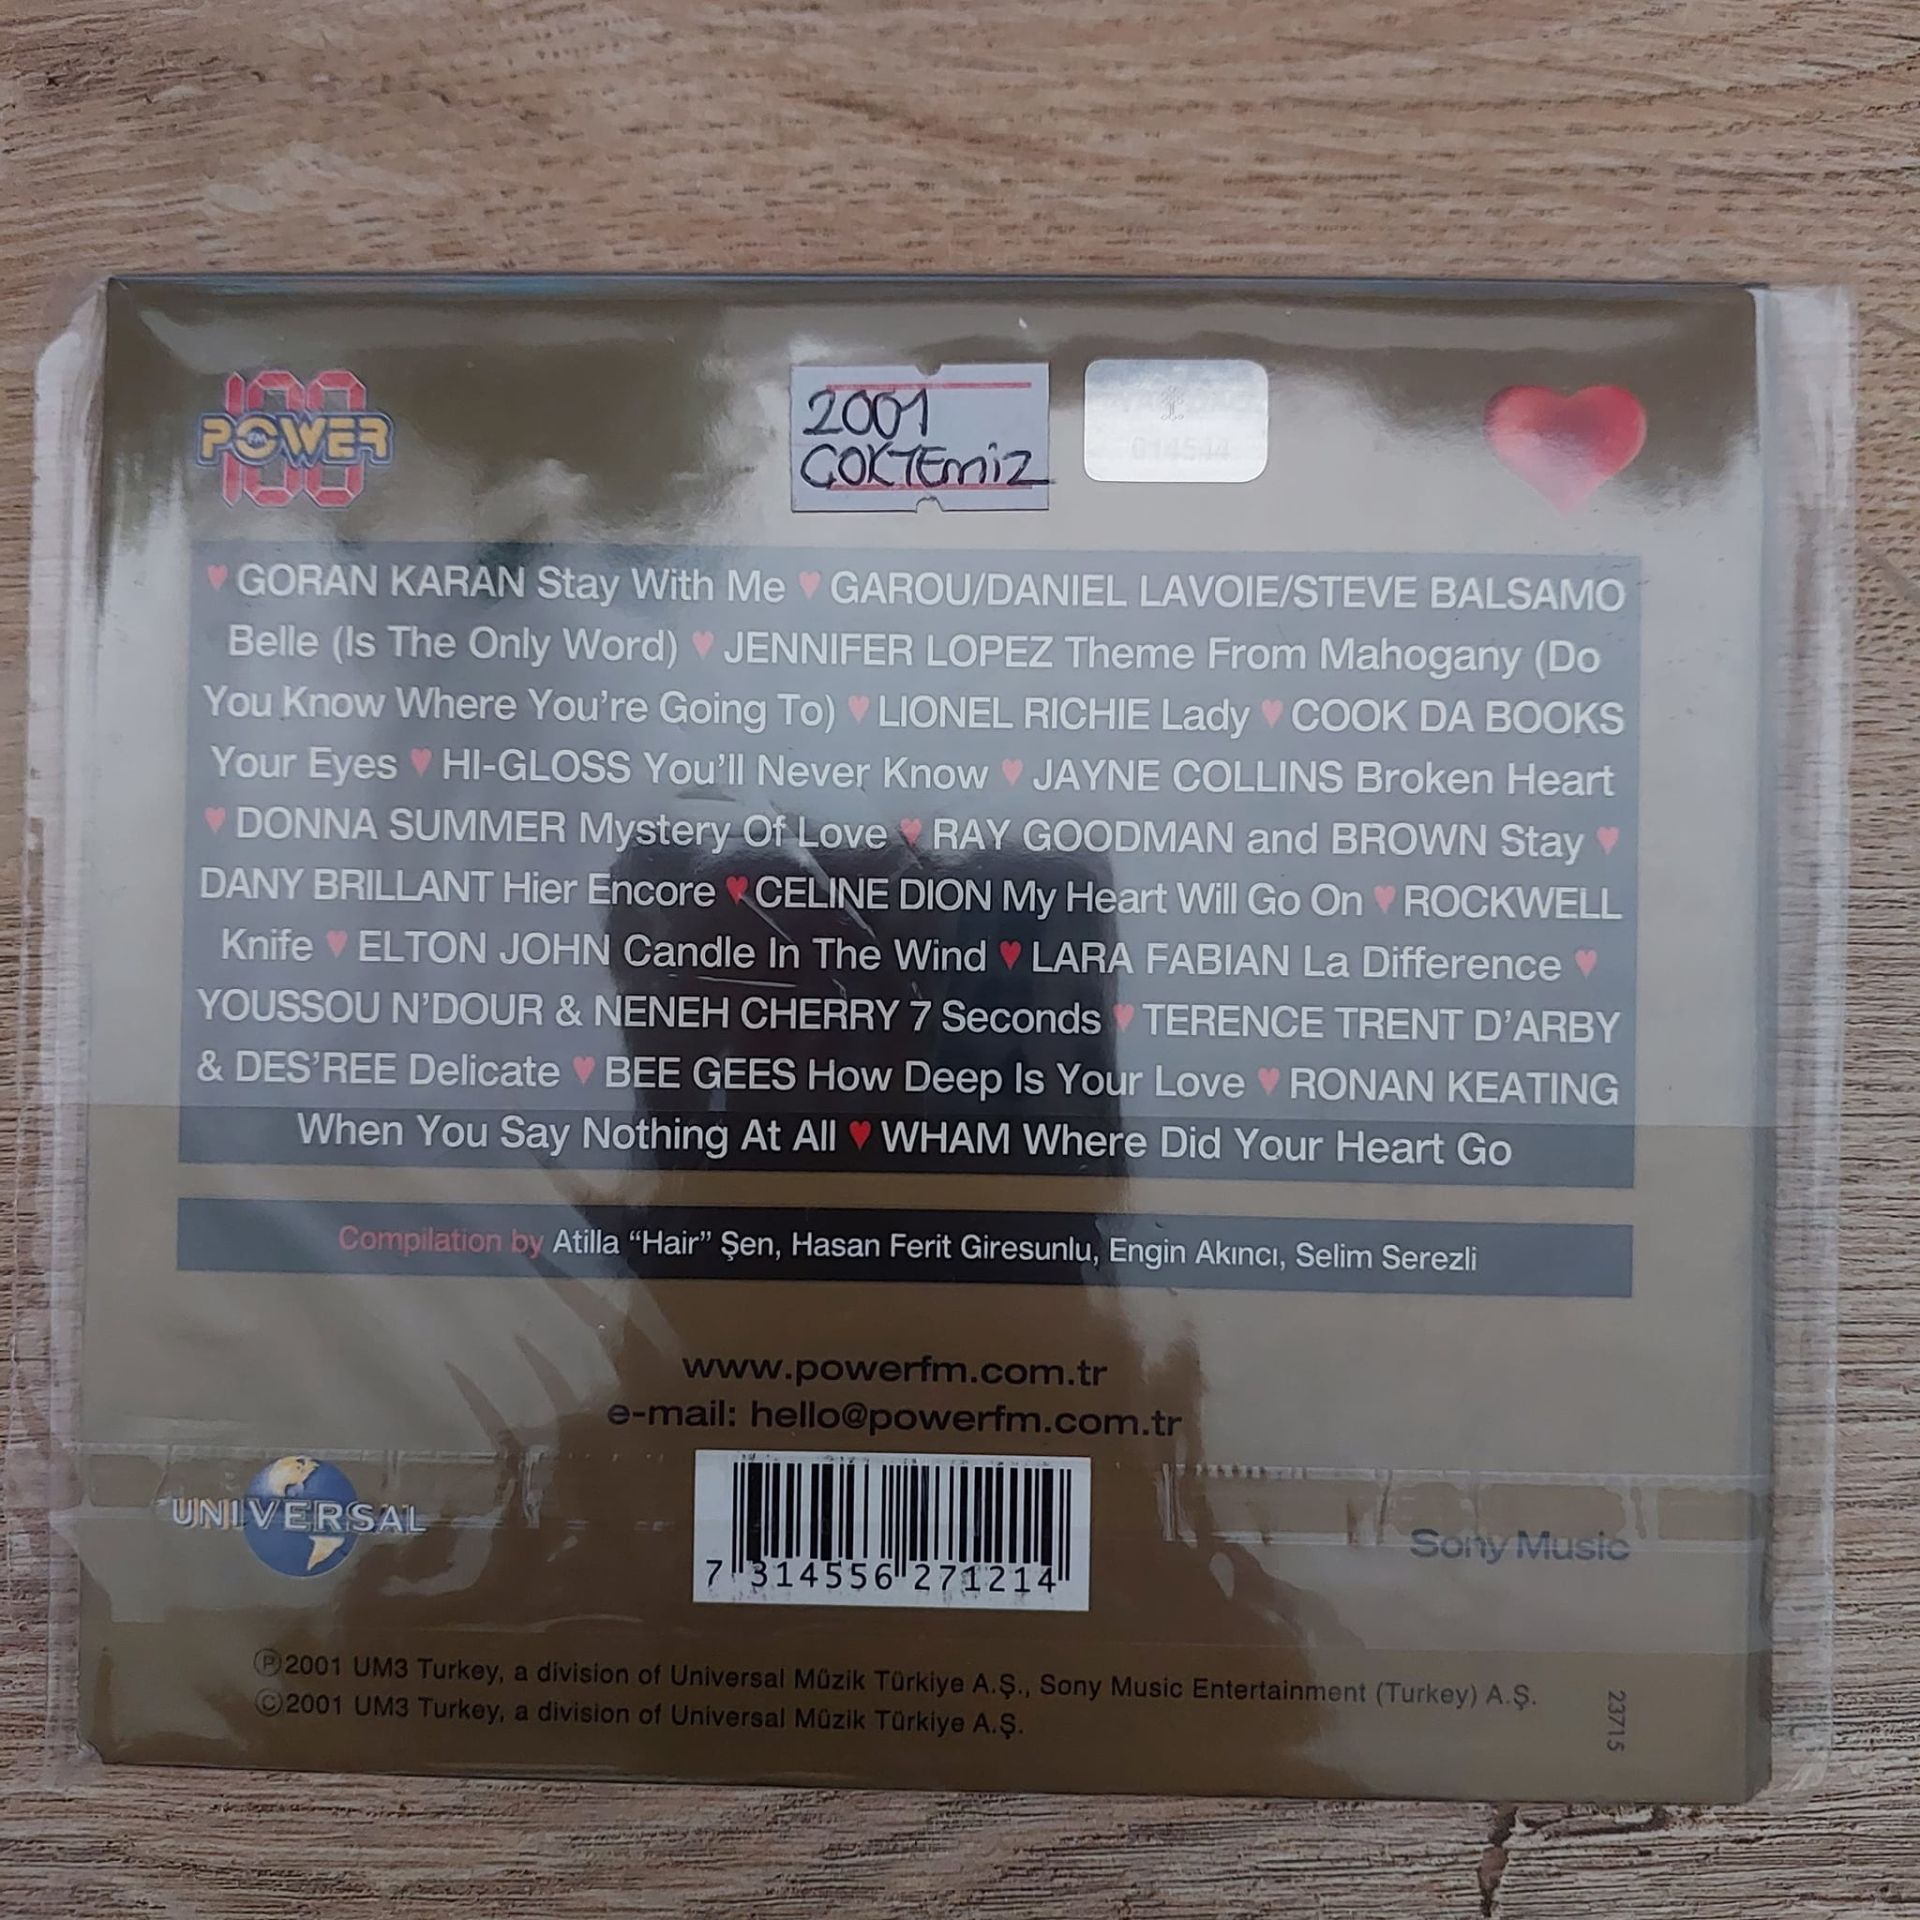 100
POWER
FM
2001
ÇOKTEmiZ
014544
♥ GORAN KARAN Stay With Me ♥ GAROU/DANIEL LAVOIE/STEVE BALSAMO
Belle (Is The Only Word) ♥ JENNIFER LOPEZ Theme From Mahogany (Do
You Know Where You're Going To) ♥ LIONEL RICHIE Lady ♥ COOK DA BOOKS
Your Eyes ♥ HI-GLOSS You'll Never Know ♥ JAYNE COLLINS Broken Heart
♥ DONNA SUMMER Mystery Of Love ♥ RAY GOODMAN and BROWN Stay ♥
DANY BRILLANT Hier Encore ♥ CELINE DION My Heart Will Go On ♥ ROCKWELL
Knife ♥ ELTON JOHN Candle In The Wind ♥ LARA FABIAN La Difference ♥
YOUSSOU N'DOUR & NENEH CHERRY 7 Seconds ♥ TERENCE TRENT D'ARBY
& DES'REE Delicate ♥ BEE GEES How Deep Is Your Love ♥ RONAN KEATING
When You Say Nothing At All ♥ WHAM Where Did Your Heart Go
Compilation by Atilla “Hair” Şen, Hasan Ferit Giresunlu, Engin Akıncı, Selim Serezli
www.powerfm.com.tr
e-mail: hello@powerfm.com.tr
UNIVERSAL
7 314556 271214
Sony Music
℗2001 UM3 Turkey, a division of Universal Müzik Türkiye A.Ş., Sony Music Entertainment (Turkey) A.Ş.
©2001 UM3 Turkey, a division of Universal Müzik Türkiye A.Ş.
23715